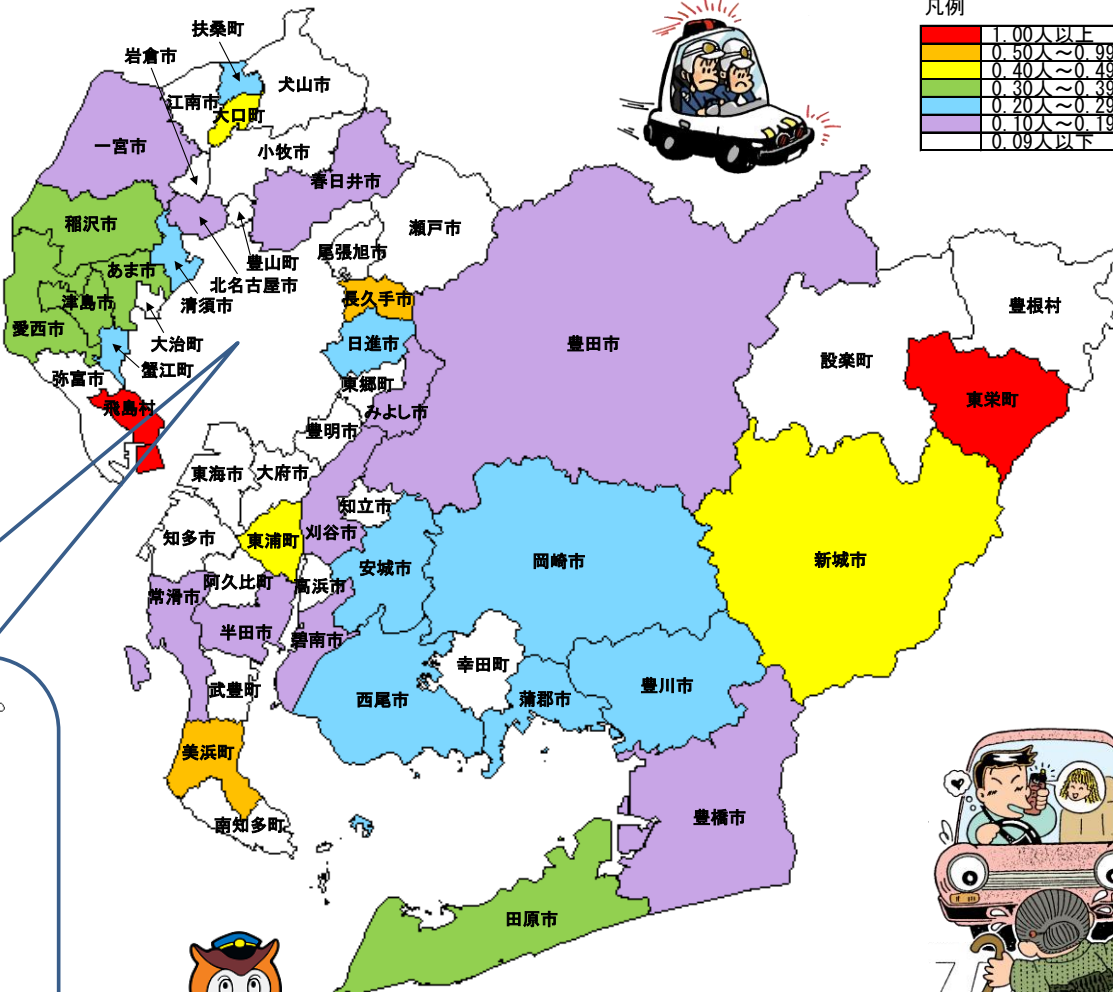 凡例
1.00人以上
0.50人～0.99
0.40人～0.49
0.30人～0.39
0.20人～0.29
0.10人～0.19
0.09人以下
扶桑町
岩倉市
犬山市
江南市
大口町
一宮市
小牧市
春日井市
稲沢市
瀬戸市
尾張旭市
豊山町
あま市
北名古屋市
長久手市
津島市
清須市
豊根村
愛西市
大治町
日進市
豊田市
設楽町
蟹江町
弥富市
東郷町
飛島村
みよし市
東栄町
豊明市
東海市
大府市
知立市
知多市
東浦町
刈谷市
安城市
岡崎市
新城市
阿久比町
高浜市
常滑市
半田市
碧南市
幸田町
豊川市
武豊町
西尾市
蒲郡市
美浜町
南知多町
豊橋市
田原市